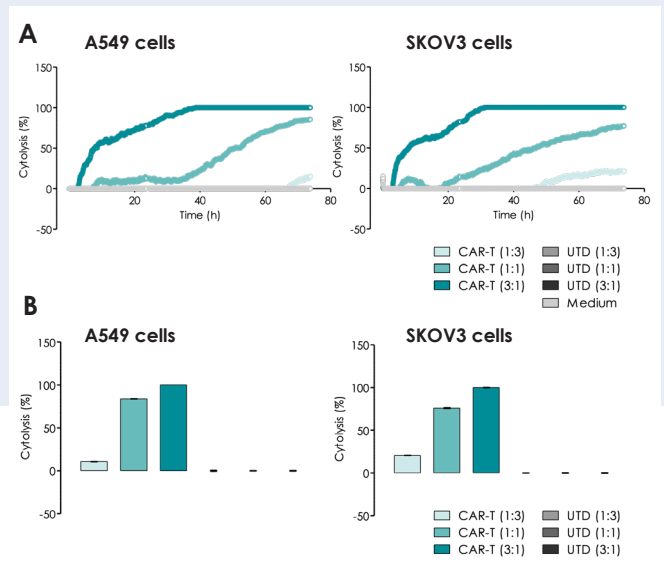 A
A549 cells
SKOV3 cells
150
100
50
0
-50
Cytolysis (%)
20
40
60
80
Time (h)
150
100
50
0
-50
Cytolysis (%)
20
40
60
80
Time (h)
CAR-T (1:3)
UTD (1:3)
CAR-T (1:1)
UTD (1:1)
CAR-T (3:1)
UTD (3:1)
Medium
B
A549 cells
SKOV3 cells
150
100
50
0
-50
Cytolysis (%)
150
100
50
0
-50
Cytolysis (%)
CAR-T (1:3)
UTD (1:3)
CAR-T (1:1)
UTD (1:1)
CAR-T (3:1)
UTD (3:1)